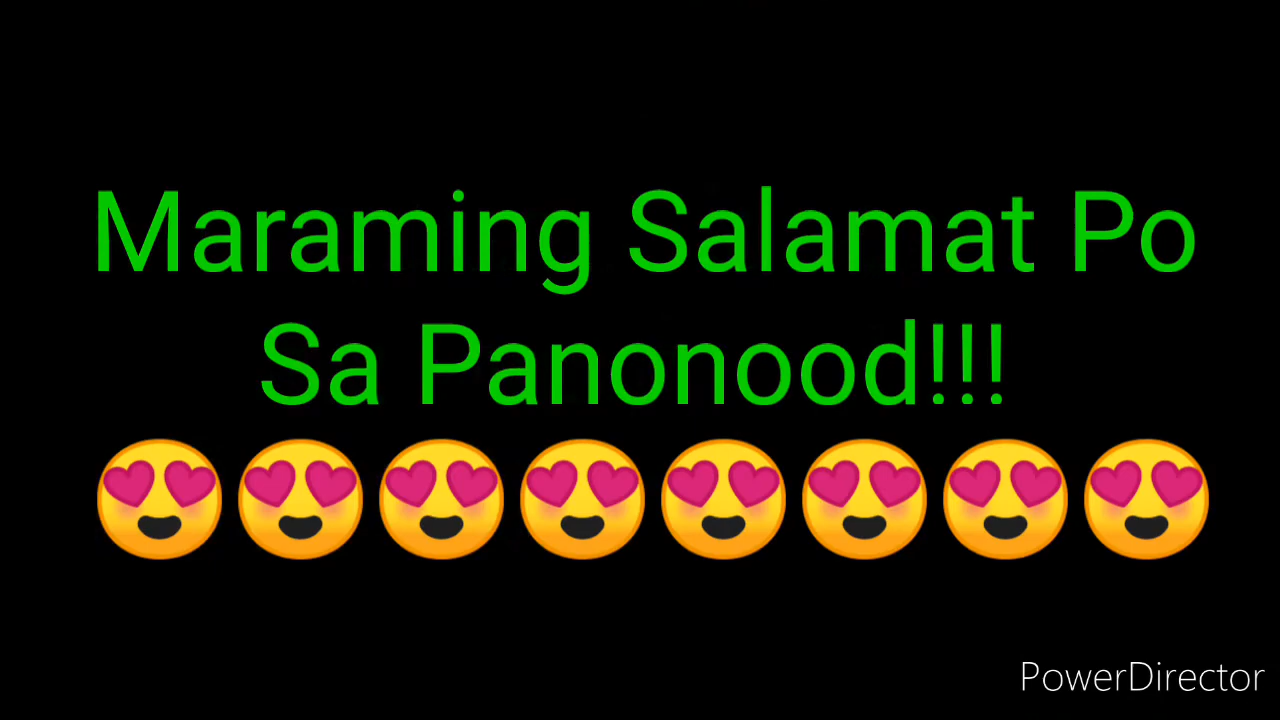 Maraming Salamat Po
Sa Panonood!!!
😍😍😍😍😍😍😍😍
PowerDirector